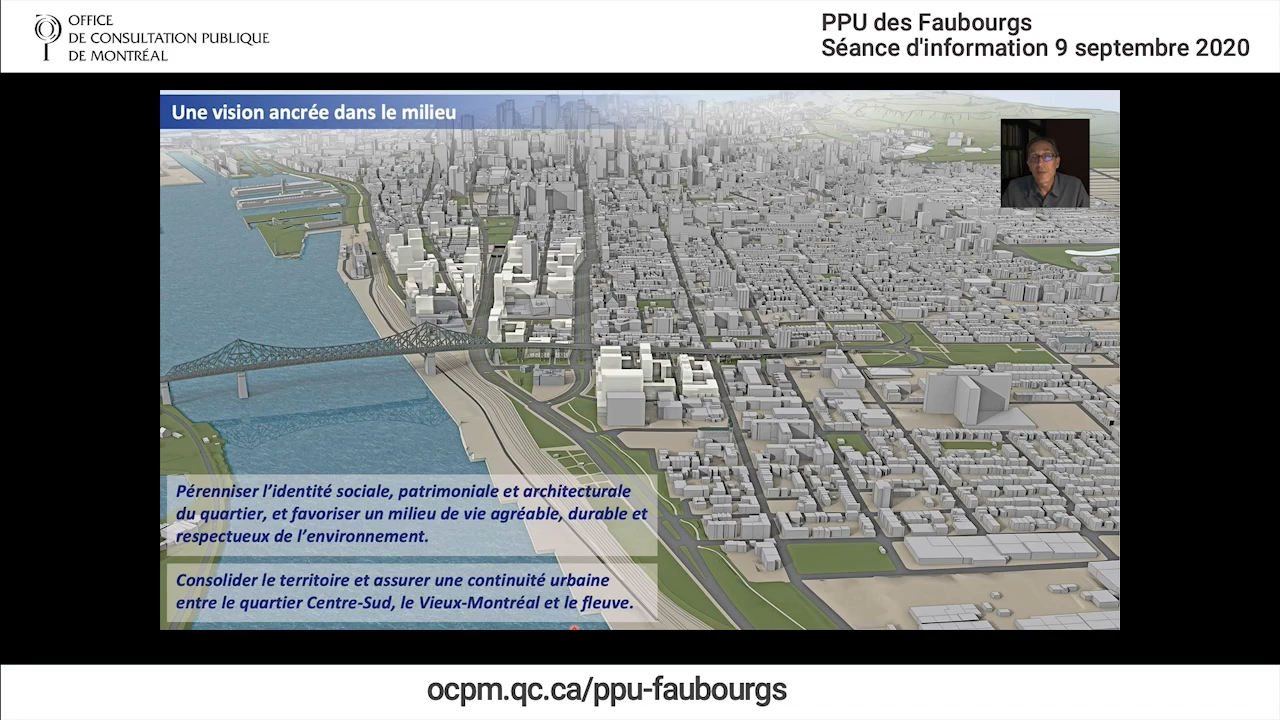 OFFICE
DE CONSULTATION PUBLIQUE
DE MONTRÉAL
PPU des Faubourgs
Séance d'information 9 septembre 2020
Une vision ancrée dans le milieu
Pérenniser l’identité sociale, patrimoniale et architecturale
du quartier, et favoriser un milieu de vie agréable, durable et
respectueux de l’environnement.
Consolider le territoire et assurer une continuité urbaine
entre le quartier Centre-Sud, le Vieux-Montréal et le fleuve.
ocpm.qc.ca/ppu-faubourgs